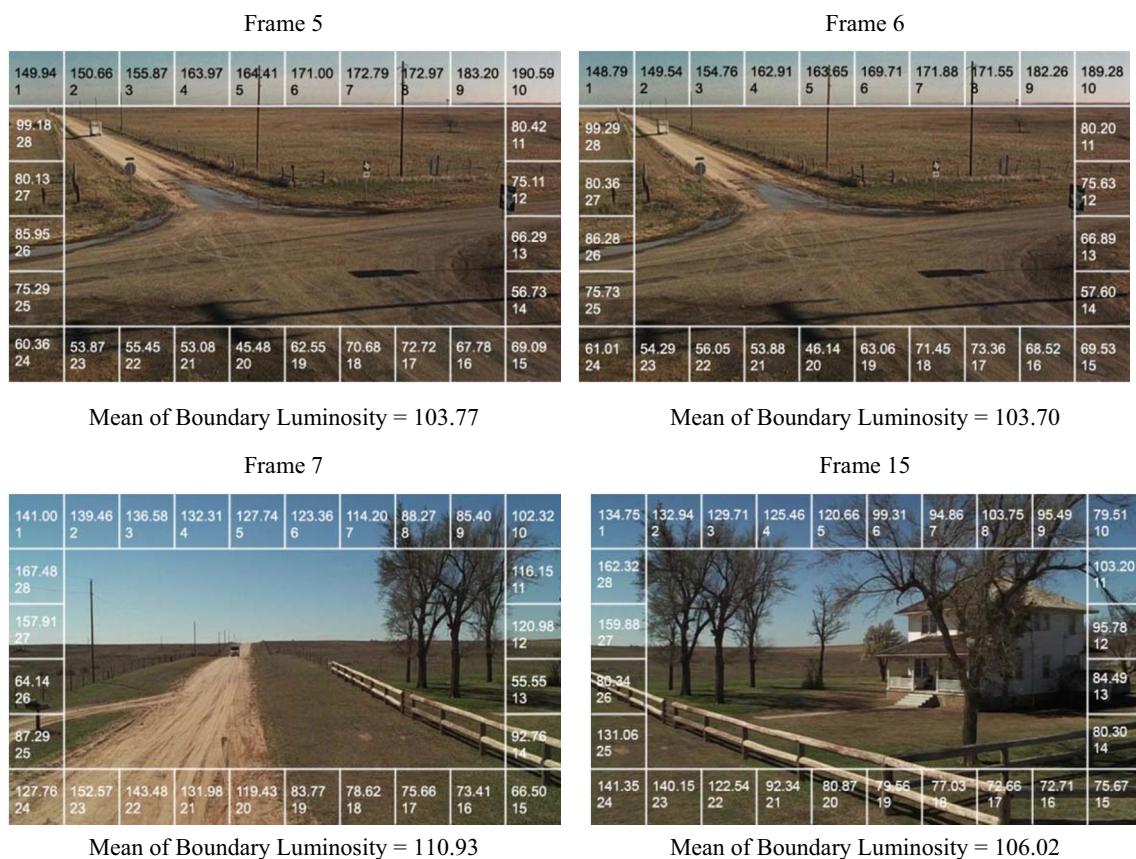 Frame 5
Frame 6
149.94 150.66 155.87 163.97 164.41 171.00 172.79 172.97 183.20 190.59
1 2 3 4 5 6 7 8 9 10
99.18 80.42
28 11
80.13 75.11
27 12
85.95 66.29
26 13
75.29 56.73
25 14
60.36 53.87 55.45 53.08 45.48 62.55 70.68 72.72 67.78 69.09
24 23 22 21 20 19 18 17 16 15
148.79 149.54 154.76 162.91 163.65 169.71 171.88 171.55 182.26 189.28
1 2 3 4 5 6 7 8 9 10
99.29 80.20
28 11
80.36 75.63
27 12
86.28 66.89
26 13
75.73 57.60
25 14
61.01 54.29 56.05 53.88 46.14 63.06 71.45 73.36 68.52 69.53
24 23 22 21 20 19 18 17 16 15
Mean of Boundary Luminosity = 103.77
Mean of Boundary Luminosity = 103.70
Frame 7
Frame 15
141.00 139.46 136.58 132.31 127.74 123.36 114.20 88.27 85.40 102.32
1 2 3 4 5 6 7 8 9 10
167.48 116.15
28 11
157.91 120.98
27 12
64.14 55.55
26 13
87.29 92.76
25 14
127.76 152.57 143.48 131.98 119.43 83.77 78.62 75.66 73.41 66.50
24 23 22 21 20 19 18 17 16 15
134.75 132.94 129.71 125.46 120.66 99.31 94.86 103.75 95.49 79.51
1 2 3 4 5 6 7 8 9 10
162.32 103.20
28 11
159.88 95.78
27 12
80.34 84.49
26 13
131.06 80.30
25 14
141.35 140.15 122.54 92.34 80.87 79.56 77.03 72.66 72.71 75.67
24 23 22 21 20 19 18 17 16 15
Mean of Boundary Luminosity = 110.93
Mean of Boundary Luminosity = 106.02